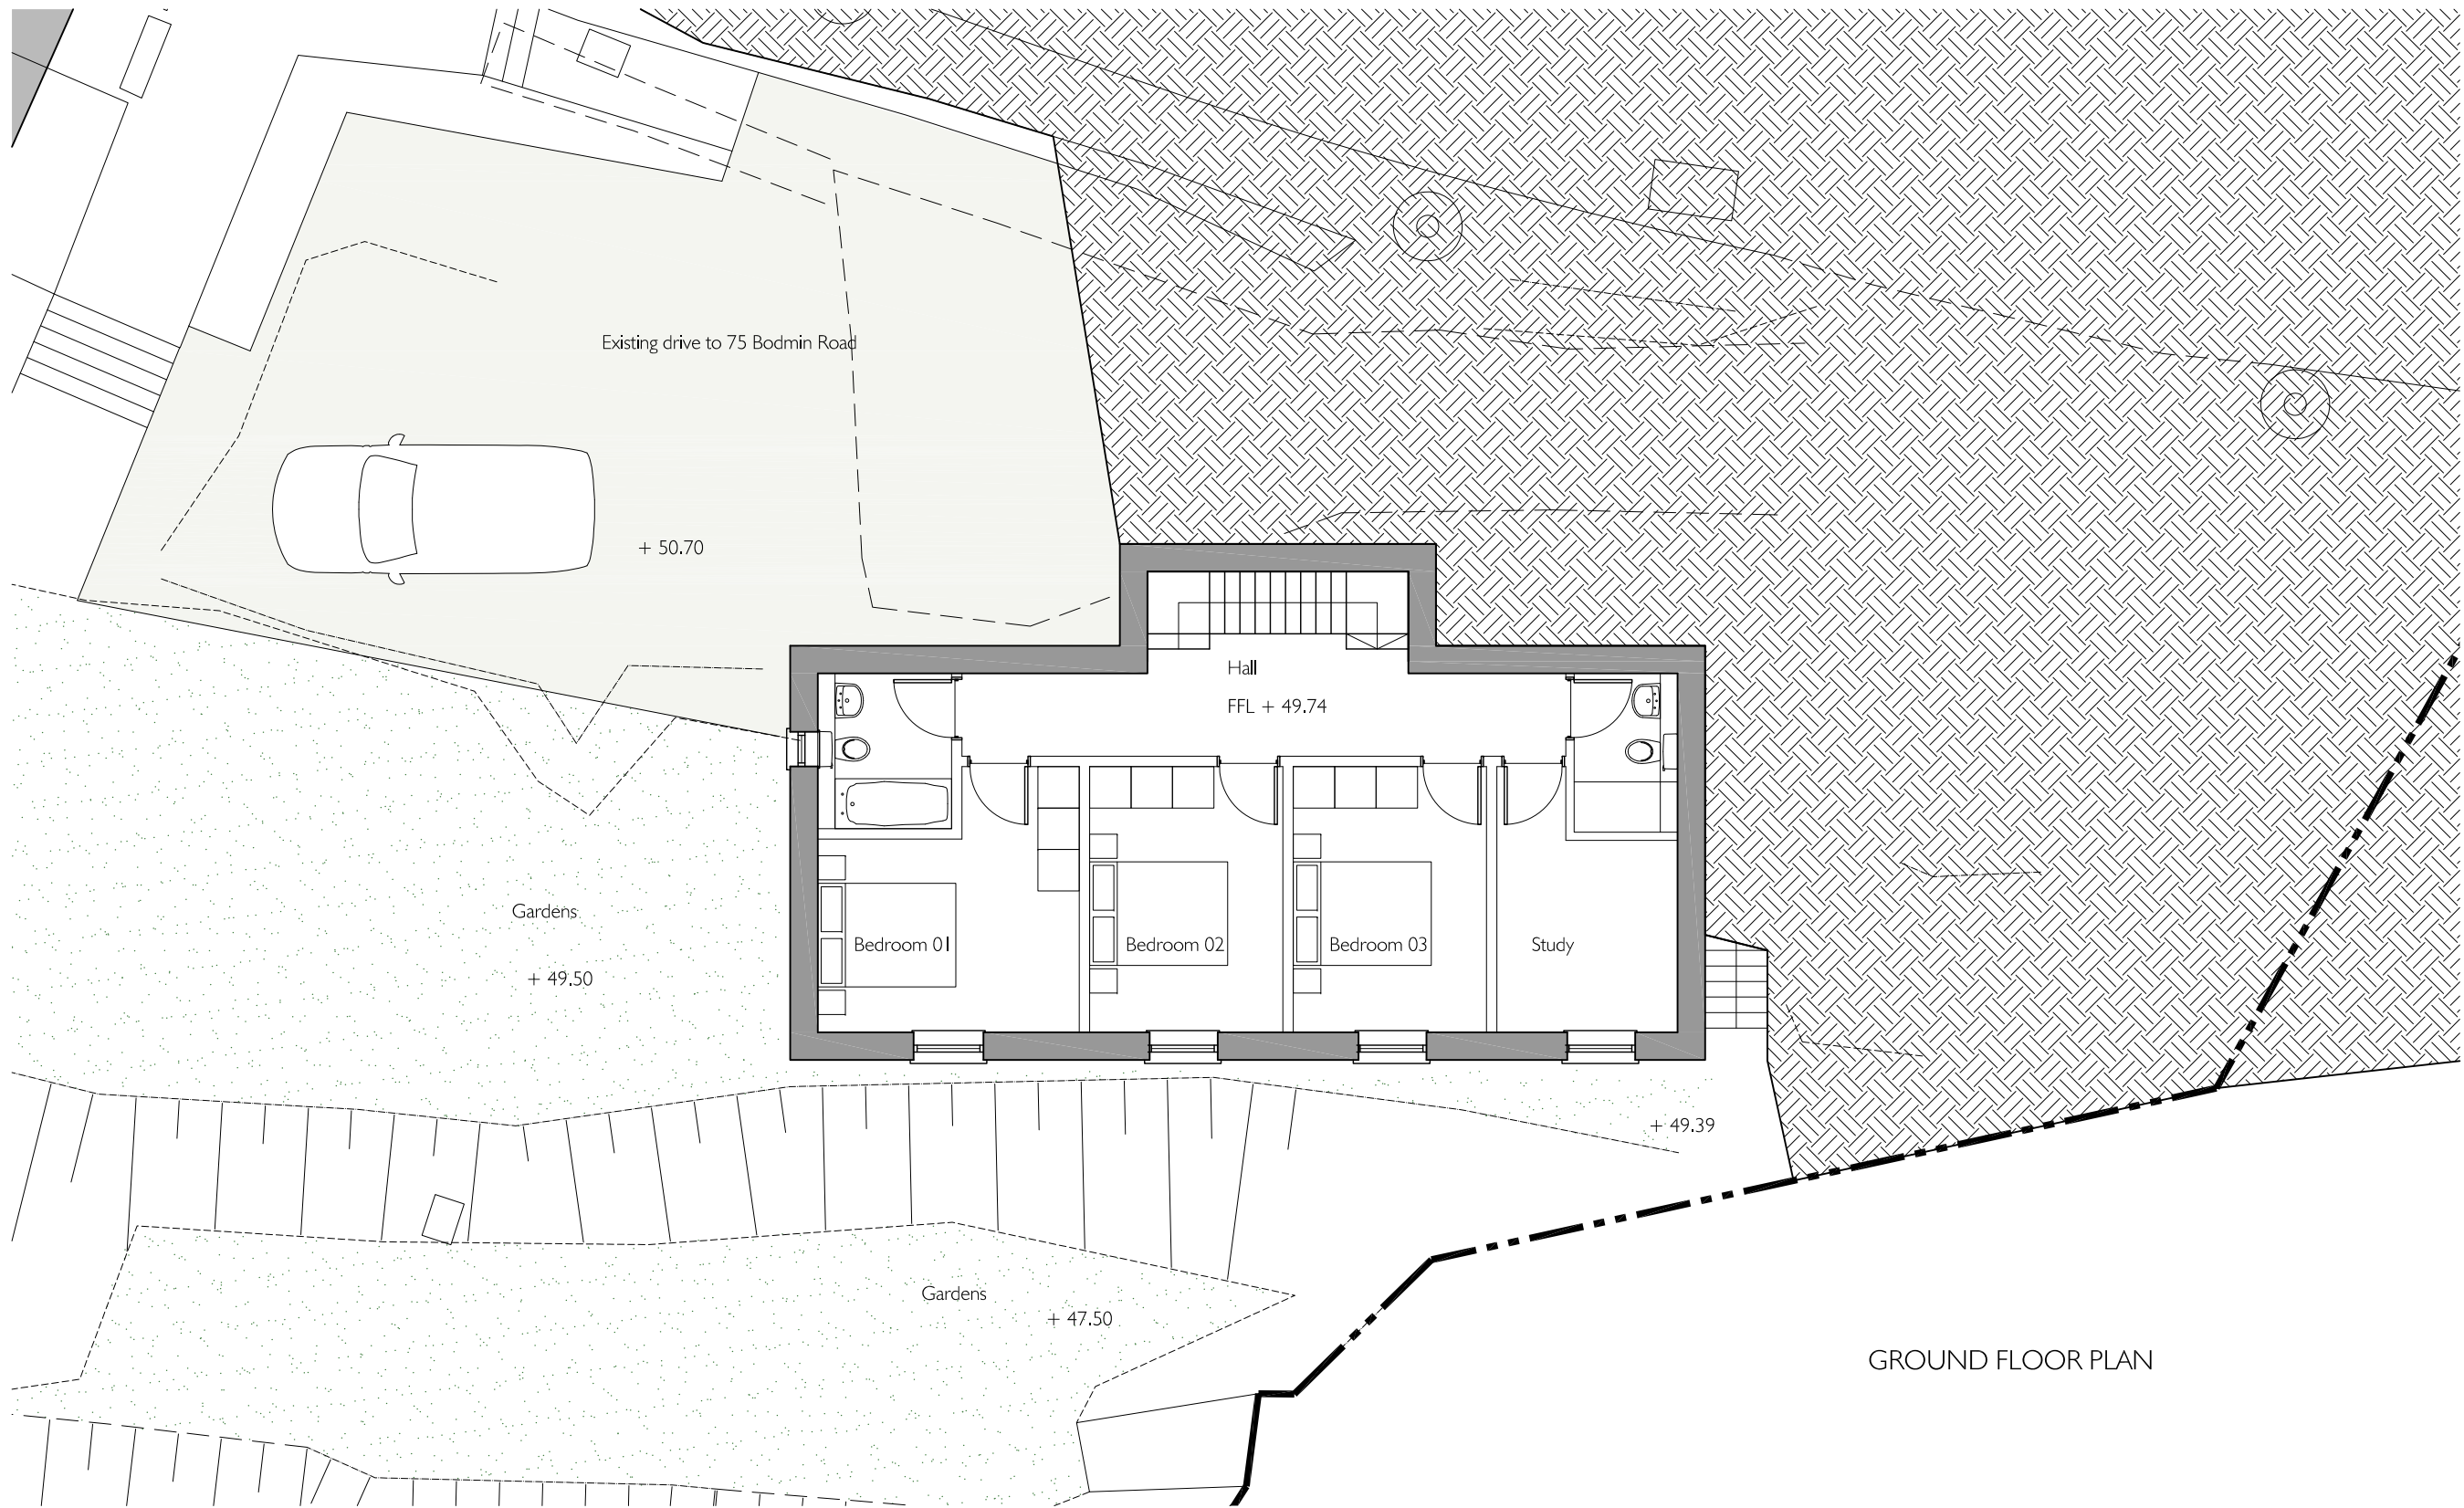 Existing drive to 75 Bodmin Road
+ 50.70
Hall
FFL + 49.74
Gardens
+ 49.50
Bedroom 01
Bedroom 02
Bedroom 03
Study
+ 49.39
Gardens
+ 47.50
GROUND FLOOR PLAN